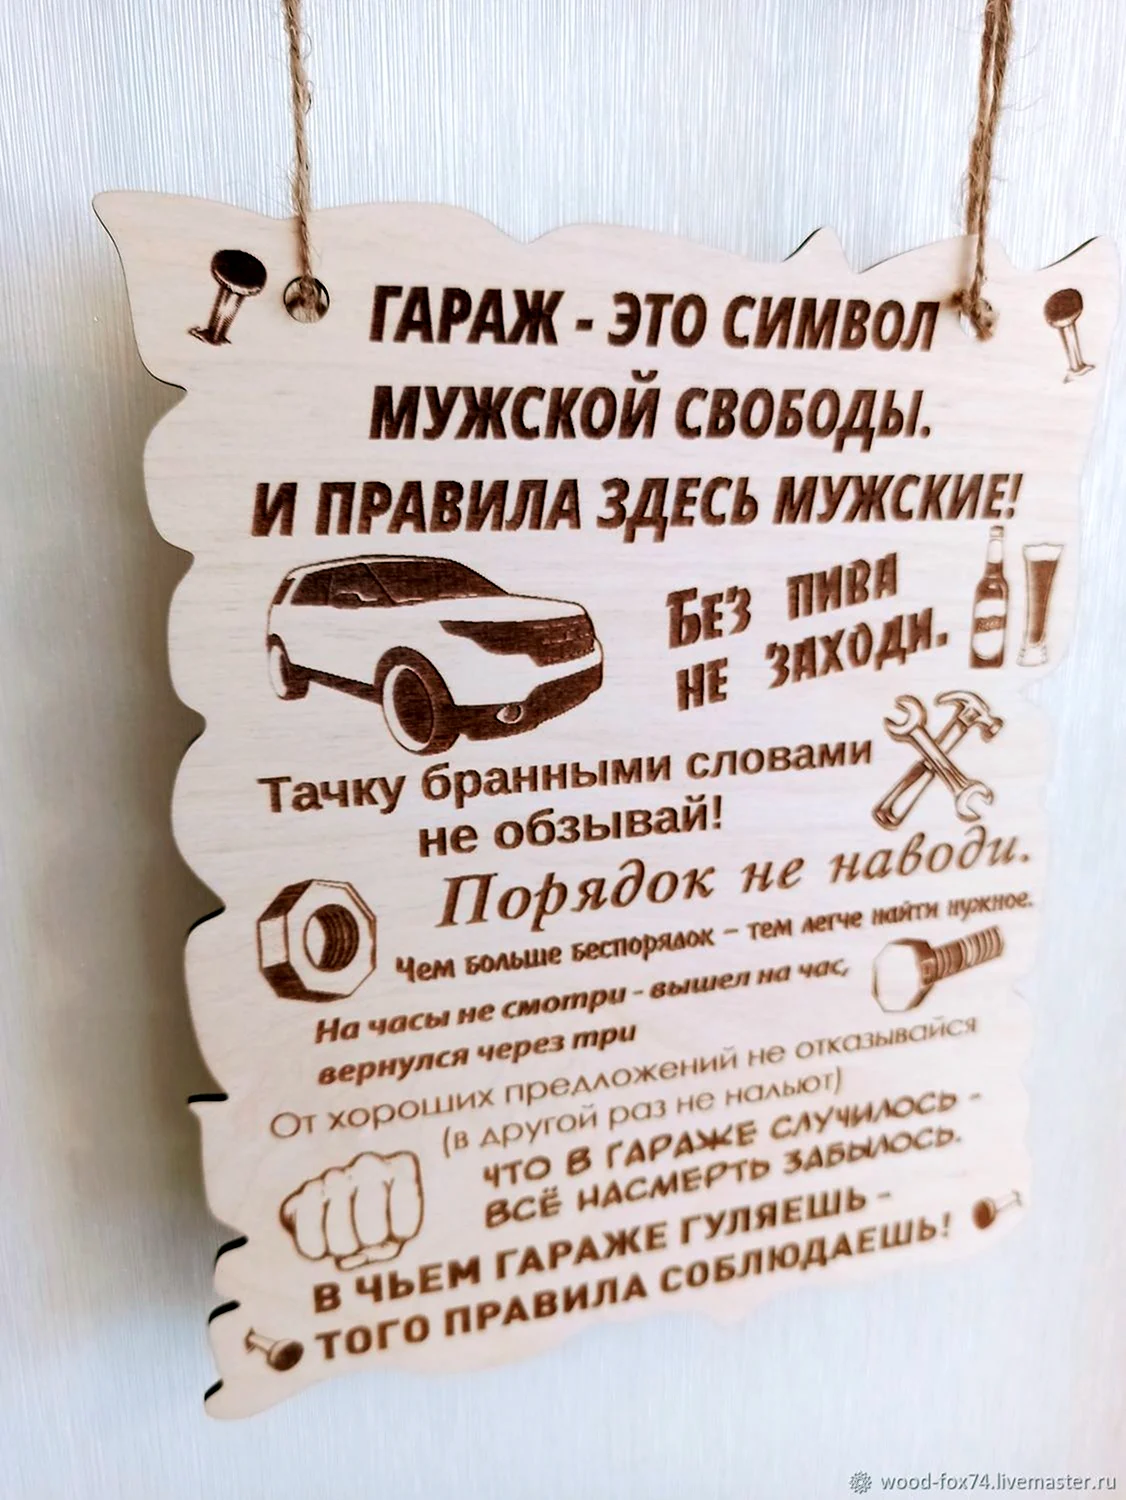 ГАРАЖ - ЭТО СИМВОЛ
МУЖСКОЙ СВОБОДЫ.
И ПРАВИЛА ЗДЕСЬ МУЖСКИЕ!
БЕЗ ПИВА
НЕ ЗАХОДИ.
Тачку бранными словами
не обзывай!
Порядок не наводи.
Чем больше беспорядок – тем легче найти нужное.
На часы не смотри - вышел на час,
вернулся через три
От хороших предложений не отказывайся
(в другой раз не нальют)
ЧТО В ГАРАЖЕ СЛУЧИЛОСЬ -
ВСЁ НАСМЕРТЬ ЗАБЫЛОСЬ.
В ЧЬЕМ ГАРАЖЕ ГУЛЯЕШЬ -
ТОГО ПРАВИЛА СОБЛЮДАЕШЬ!
wood-fox74.livemaster.ru